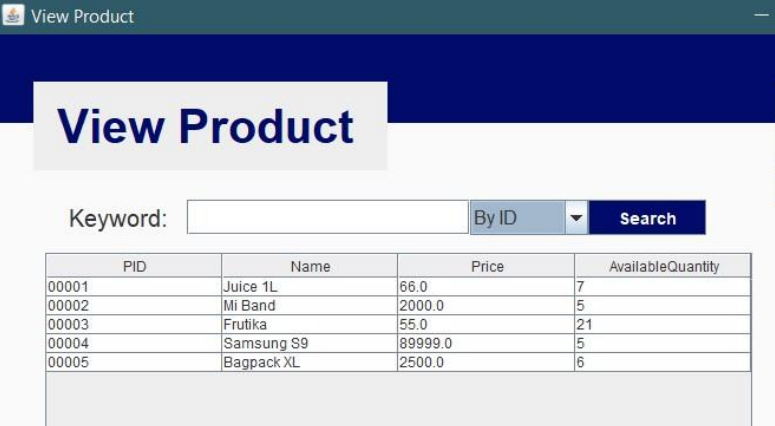 View Product
View Product
Keyword: By ID Search
PID Name Price AvailableQuantity
00001 Juice 1L 66.0 7
00002 Mi Band 2000.0 5
00003 Frutika 55.0 21
00004 Samsung S9 89999.0 5
00005 Bagpack XL 2500.0 6